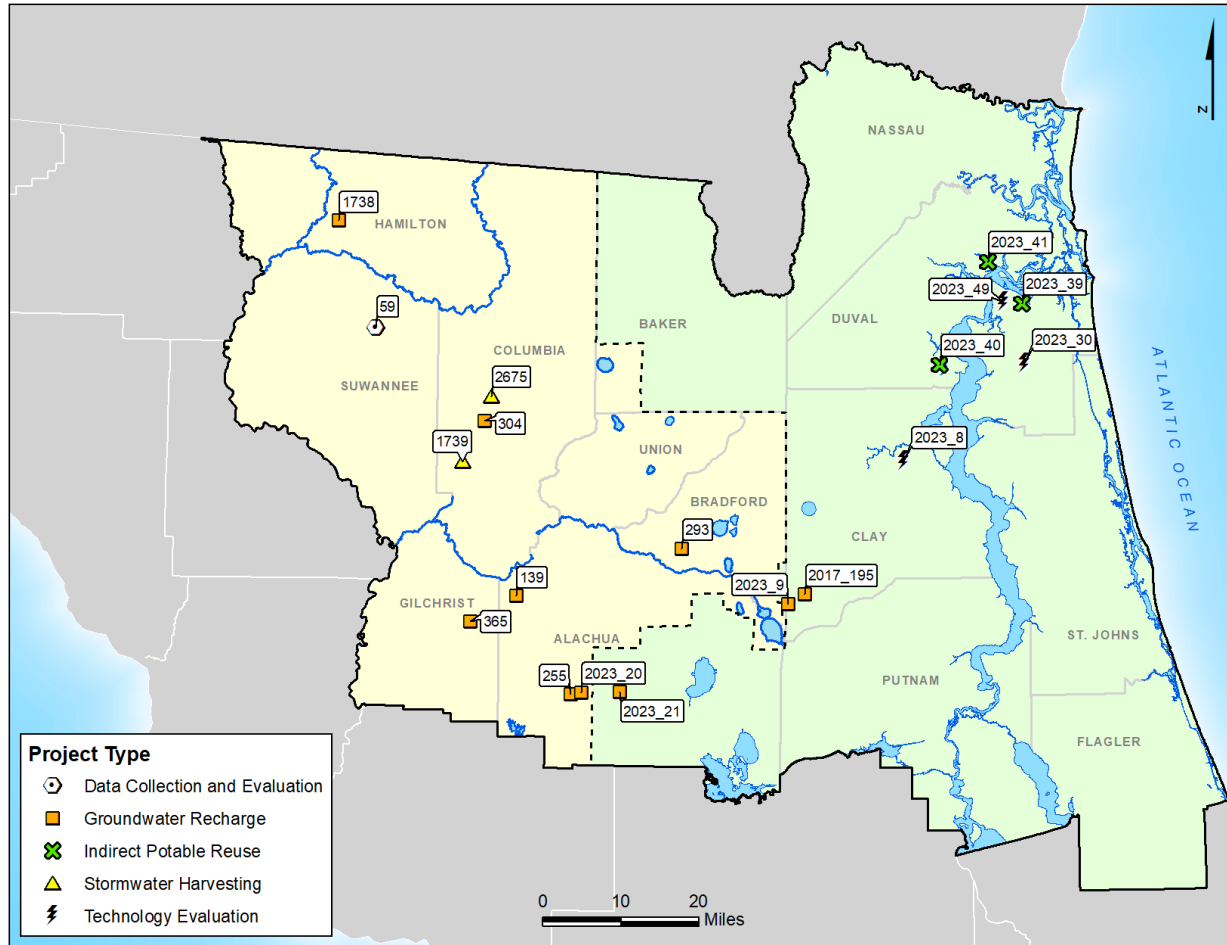 N
NASSAU
1738
HAMILTON
2023_41
2023_49
2023_39
59
BAKER
DUVAL
2023_30
COLUMBIA
2023_40
2675
SUWANNEE
304
ATLANTIC OCEAN
1739
2023_8
UNION
BRADFORD
293
CLAY
139
2023_9
2017_195
GILCHRIST
365
ALACHUA
ST. JOHNS
255
2023_20
PUTNAM
2023_21
FLAGLER
Project Type
Data Collection and Evaluation
Groundwater Recharge
Indirect Potable Reuse
Stormwater Harvesting
Technology Evaluation
0 10 20
Miles